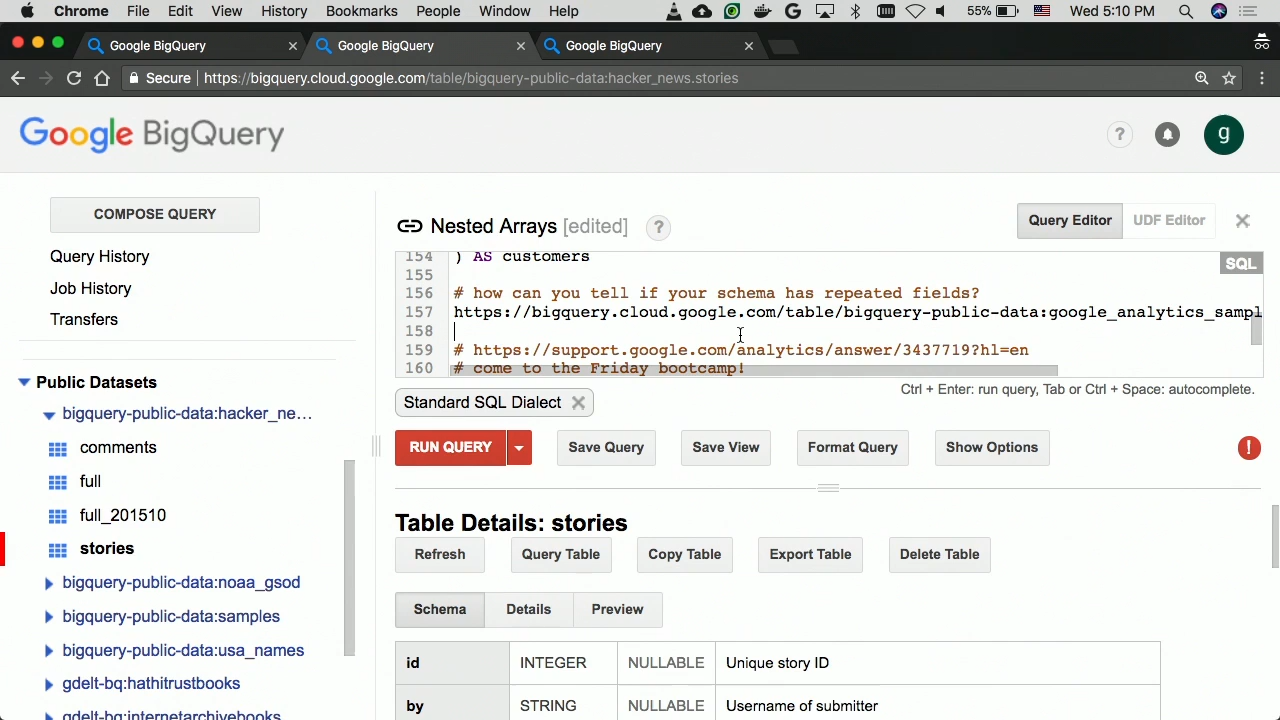 Chrome File Edit View History Bookmarks People Window Help 55% Wed 5:10 PM
Google BigQuery Google BigQuery Google BigQuery
Secure https://bigquery.cloud.google.com/table/bigquery-public-data:hacker_news.stories
Google BigQuery ? g
COMPOSE QUERY
Query History
Job History
Transfers
Public Datasets
bigquery-public-data:hacker_ne…
comments
full
full_201510
stories
bigquery-public-data:noaa_gsod
bigquery-public-data:samples
bigquery-public-data:usa_names
gdelt-bq:hathitrustbooks
gdelt-bq:internetarchivebooks
Nested Arrays [edited] ? Query Editor UDF Editor
SQL
154 ) AS customers
155
156 # how can you tell if your schema has repeated fields?
157 https://bigquery.cloud.google.com/table/bigquery-public-data:google_analytics_sampl
158
159 # https://support.google.com/analytics/answer/3437719?hl=en
160 # come to the Friday bootcamp!
Ctrl + Enter: run query, Tab or Ctrl + Space: autocomplete.
Standard SQL Dialect
RUN QUERY Save Query Save View Format Query Show Options !
Table Details: stories
Refresh Query Table Copy Table Export Table Delete Table
Schema Details Preview
id INTEGER NULLABLE Unique story ID
by STRING NULLABLE Username of submitter